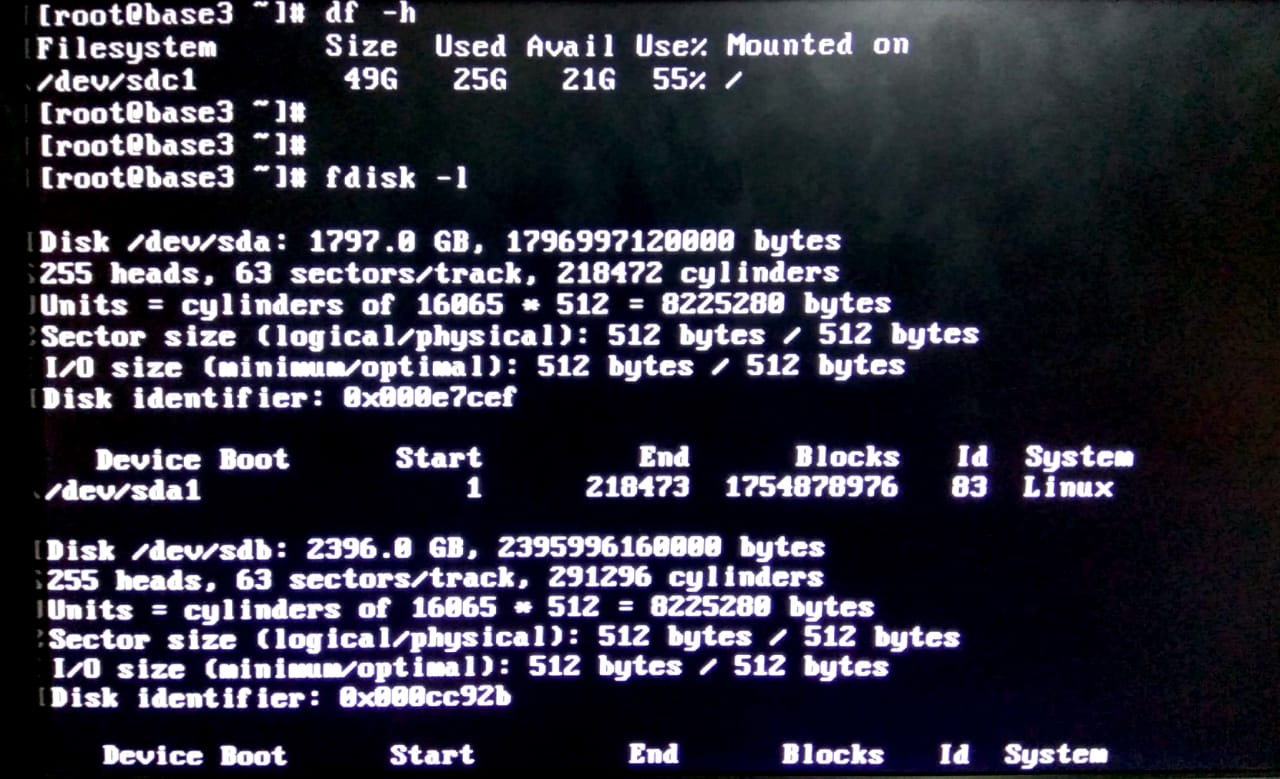 [root@base3 ~]# df -h
Filesystem Size Used Avail Use% Mounted on
/dev/sdc1 49G 25G 21G 55% /
[root@base3 ~]#
[root@base3 ~]#
[root@base3 ~]# fdisk -l
Disk /dev/sda: 1797.0 GB, 1796997120000 bytes
255 heads, 63 sectors/track, 218472 cylinders
Units = cylinders of 16065 * 512 = 8225280 bytes
Sector size (logical/physical): 512 bytes / 512 bytes
I/O size (minimum/optimal): 512 bytes / 512 bytes
Disk identifier: 0x000e7cef
Device Boot Start End Blocks Id System
/dev/sda1 1 218473 1754878976 83 Linux
Disk /dev/sdb: 2396.0 GB, 2395996160000 bytes
255 heads, 63 sectors/track, 291296 cylinders
Units = cylinders of 16065 * 512 = 8225280 bytes
Sector size (logical/physical): 512 bytes / 512 bytes
I/O size (minimum/optimal): 512 bytes / 512 bytes
Disk identifier: 0x000cc92b
Device Boot Start End Blocks Id System